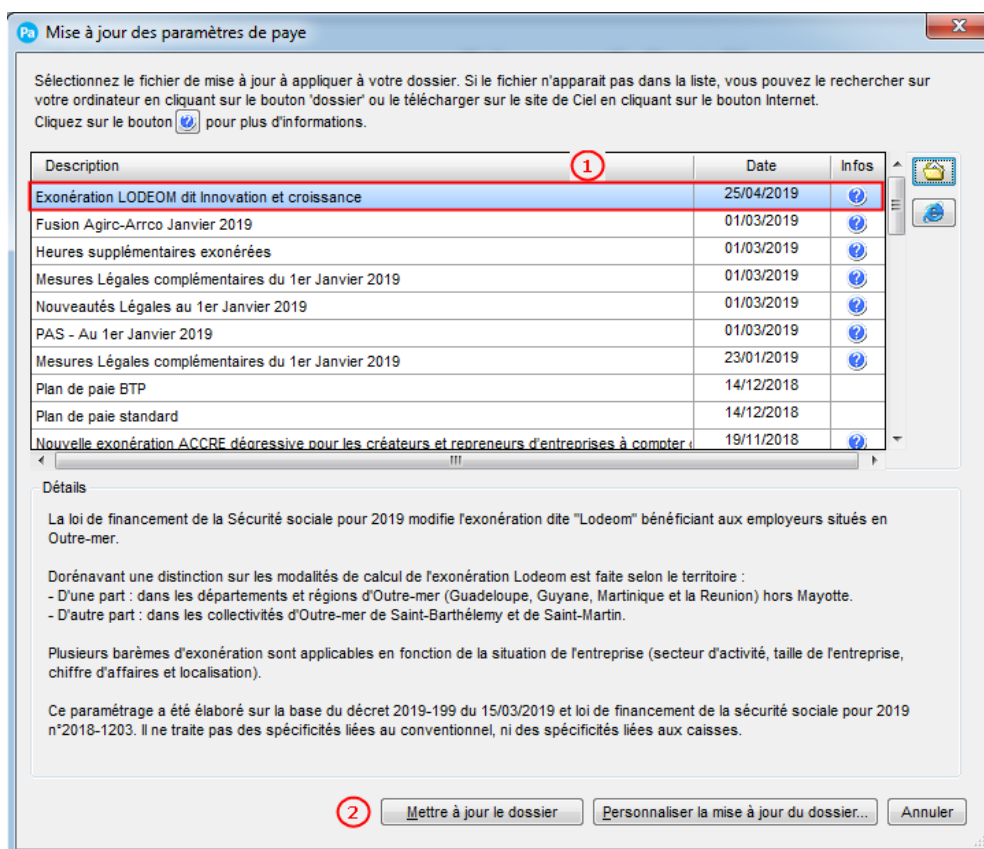 Pa Mise à jour des paramètres de paye
Sélectionnez le fichier de mise à jour à appliquer à votre dossier. Si le fichier n'apparait pas dans la liste, vous pouvez le rechercher sur
votre ordinateur en cliquant sur le bouton 'dossier' ou le télécharger sur le site de Ciel en cliquant sur le bouton Internet.
Cliquez sur le bouton ? pour plus d'informations.
Description 1 Date Infos
Exonération LODEOM dit Innovation et croissance 25/04/2019 ?
Fusion Agirc-Arrco Janvier 2019 01/03/2019 ?
Heures supplémentaires exonérées 01/03/2019 ?
Mesures Légales complémentaires du 1er Janvier 2019 01/03/2019 ?
Nouveautés Légales au 1er Janvier 2019 01/03/2019 ?
PAS - Au 1er Janvier 2019 01/03/2019 ?
Mesures Légales complémentaires du 1er Janvier 2019 23/01/2019 ?
Plan de paie BTP 14/12/2018
Plan de paie standard 14/12/2018
Nouvelle exonération ACCRE dégressive pour les créateurs et repreneurs d'entreprises à compter 19/11/2018 ?
Détails
La loi de financement de la Sécurité sociale pour 2019 modifie l'exonération dite "Lodeom" bénéficiant aux employeurs situés en
Outre-mer.
Dorénavant une distinction sur les modalités de calcul de l'exonération Lodeom est faite selon le territoire :
- D'une part : dans les départements et régions d'Outre-mer (Guadeloupe, Guyane, Martinique et la Reunion) hors Mayotte.
- D'autre part : dans les collectivités d'Outre-mer de Saint-Barthélemy et de Saint-Martin.
Plusieurs barèmes d'exonération sont applicables en fonction de la situation de l'entreprise (secteur d'activité, taille de l'entreprise,
chiffre d'affaires et localisation).
Ce paramétrage a été élaboré sur la base du décret 2019-199 du 15/03/2019 et loi de financement de la sécurité sociale pour 2019
n°2018-1203. Il ne traite pas des spécificités liées au conventionnel, ni des spécificités liées aux caisses.
2 Mettre à jour le dossier Personnaliser la mise à jour du dossier... Annuler